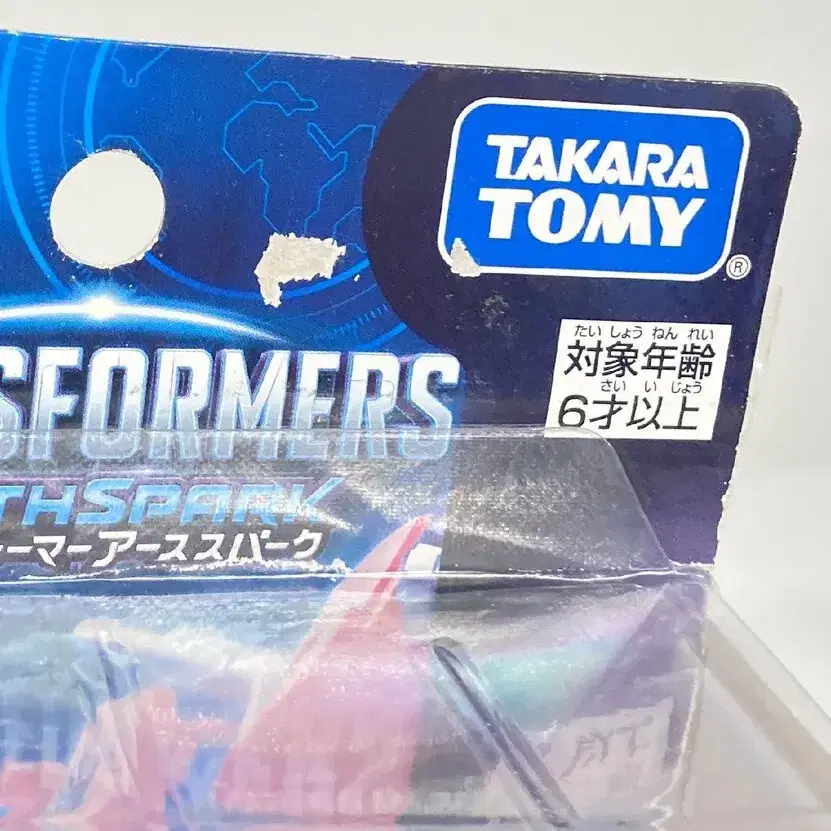 TAKARA
TOMY
®
たいしょうねんれい
対象年齢
さいいじょう
6才以上
SFORMERS
THSPARK
ーマーアーススパーク